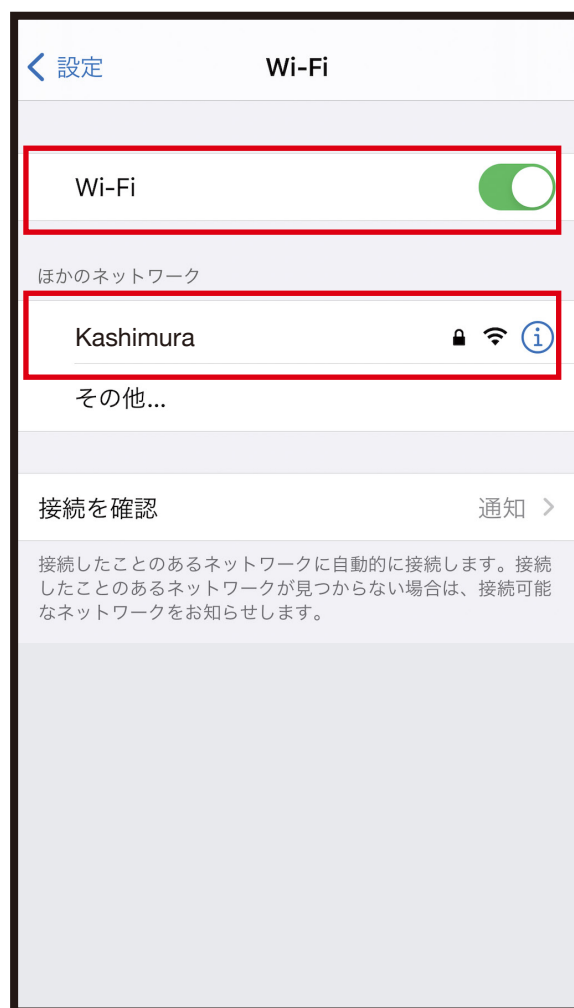 設定 Wi-Fi
Wi-Fi
ほかのネットワーク
Kashimura
その他...
接続を確認 通知
接続したことのあるネットワークに自動的に接続します。接続
したことのあるネットワークが見つからない場合は、接続可能
なネットワークをお知らせします。